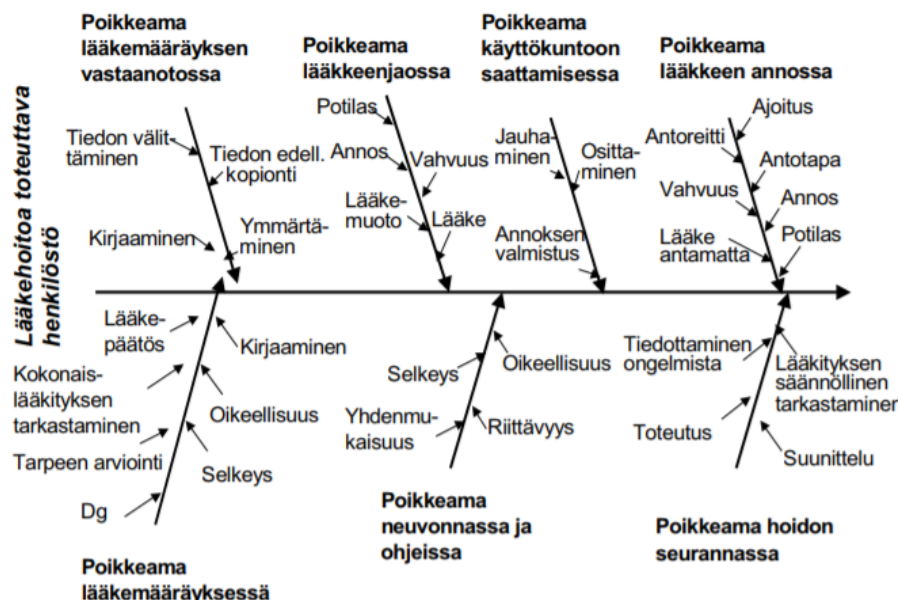 Poikkeama
lääkemääräyksen
vastaanotossa
Poikkeama
lääkkeenjaossa
Poikkeama
käyttökuntoon
saattamisessa
Poikkeama
lääkkeen annossa
Lääkehoitoa toteuttava
henkilöstö
Tiedon välit-
täminen
Tiedon edell.
kopionti
Kirjaaminen
Ymmärtä-
minen
Potilas
Annos
Vahvuus
Lääke-
muoto
Lääke
Jauha-
minen
Ositta-
minen
Annoksen
valmistus
Ajoitus
Antoreitti
Antotapa
Vahvuus
Annos
Lääke
antamatta
Potilas
Lääke-
päätös
Kirjaaminen
Kokonais-
lääkityksen
tarkastaminen
Oikeellisuus
Tarpeen arviointi
Selkeys
Dg
Selkeys
Oikeellisuus
Yhdenmu-
kaisuus
Riittävyys
Tiedottaminen
ongelmista
Lääkityksen
säännöllinen
tarkastaminer
Toteutus
Suunittelu
Poikkeama
lääkemääräyksessä
Poikkeama
neuvonnassa ja
ohjeissa
Poikkeama hoidon
seurannassa